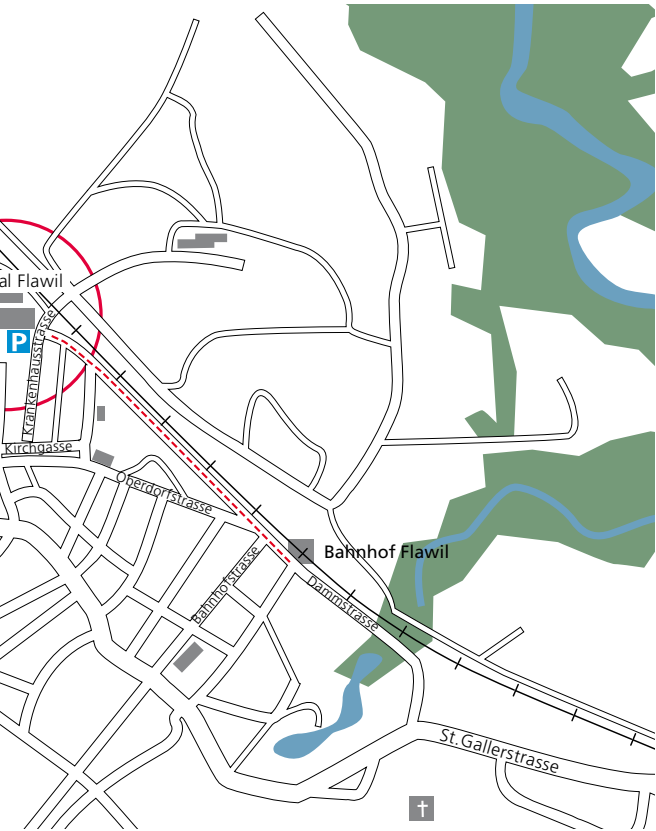 al Flawil
P
Krankenhausstrasse
Kirchgasse
Oberdorfstrasse
Bahnhof Flawil
Bahnhofstrasse
Dammstrasse
St.Gallerstrasse